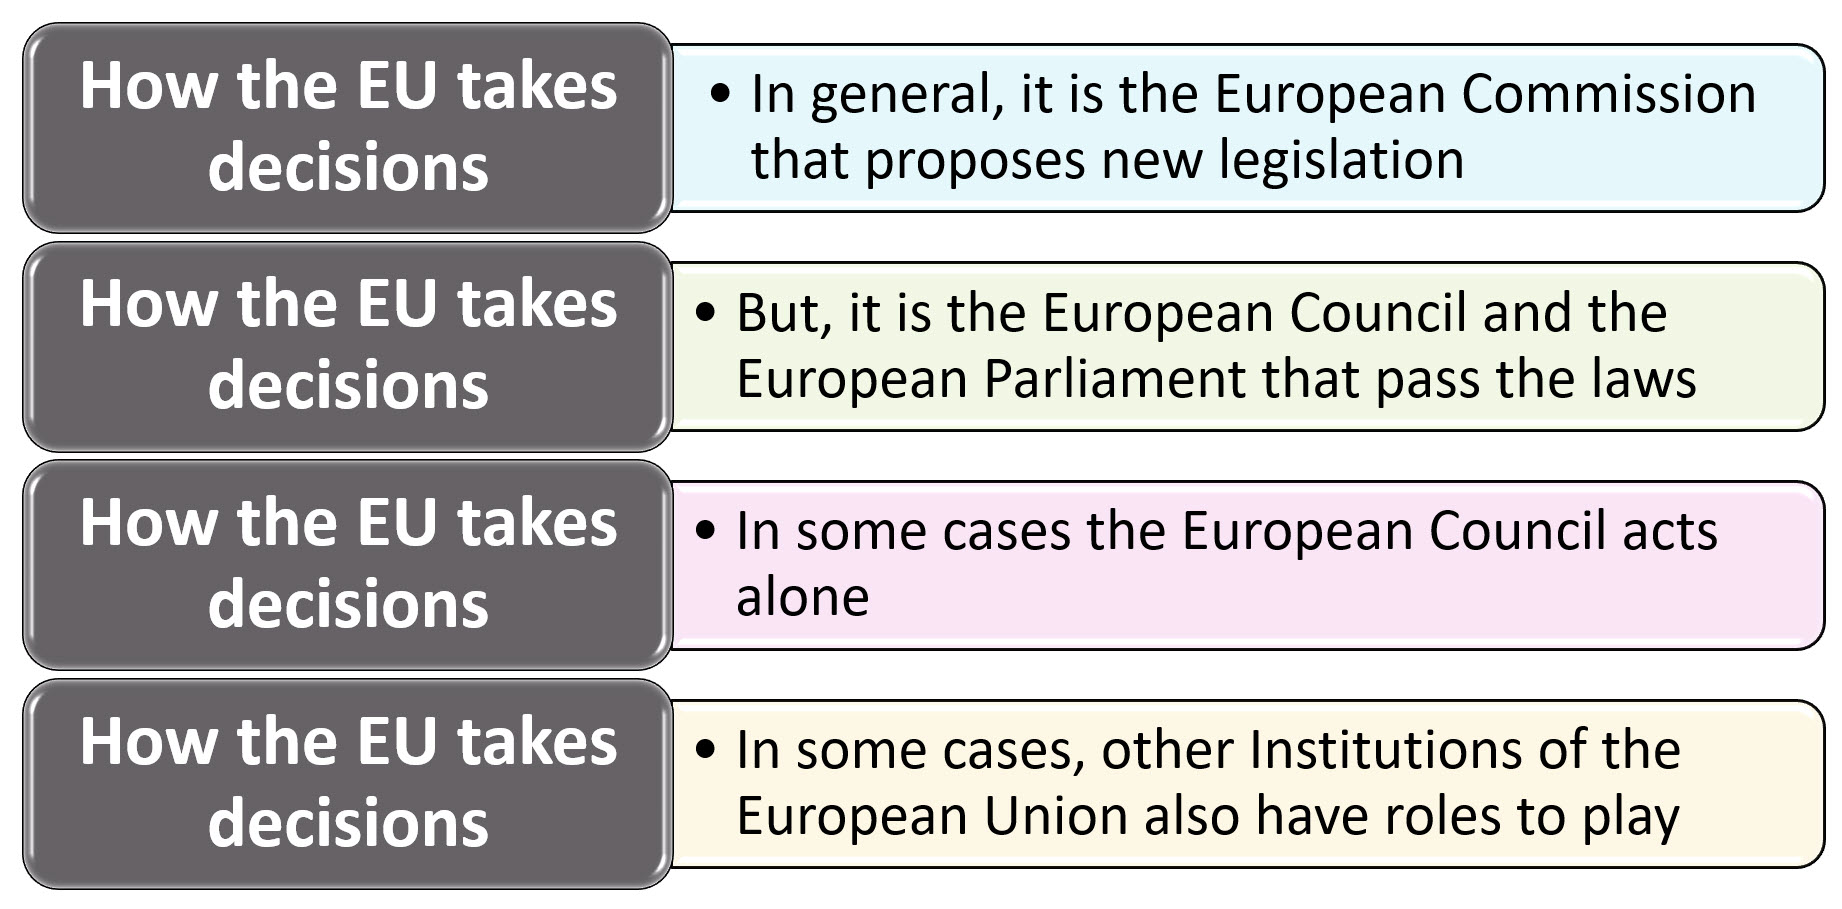 How the EU takes
decisions
• In general, it is the European Commission
that proposes new legislation
How the EU takes
decisions
• But, it is the European Council and the
European Parliament that pass the laws
How the EU takes
decisions
• In some cases the European Council acts
alone
How the EU takes
decisions
• In some cases, other Institutions of the
European Union also have roles to play